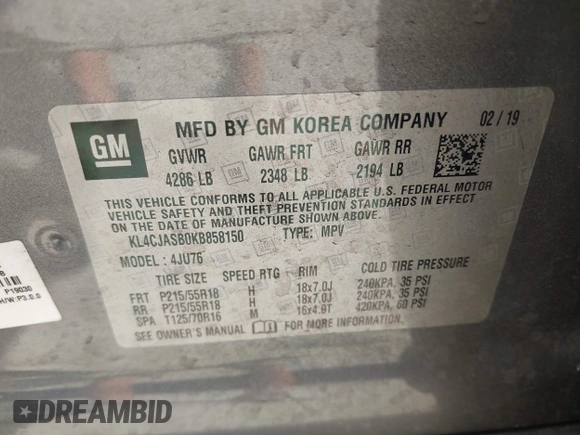 GM
MFD BY GM KOREA COMPANY 02/19
GVWR GAWR FRT GAWR RR
4286 LB 2348 LB 2194 LB
THIS VEHICLE CONFORMS TO ALL APPLICABLE U.S. FEDERAL MOTOR
VEHICLE SAFETY AND THEFT PREVENTION STANDARDS IN EFFECT ON
THE DATE OF MANUFACTURE SHOWN ABOVE.
KL4CJASB0KB858150 TYPE: MPV
MODEL: 4JU76
TIRE SIZE SPEED RTG RIM COLD TIRE PRESSURE
FRT P215/55R18 H 18x7.0J 240KPA, 35 PSI
RR P215/55R18 H 18x7.0J 240KPA, 35 PSI
SPA T125/70R16 M 16x4.0T 420KPA, 60 PSI
SEE OWNER'S MANUAL FOR MORE INFORMATION
P19030
H/W:P3.0.0
DREAMBID